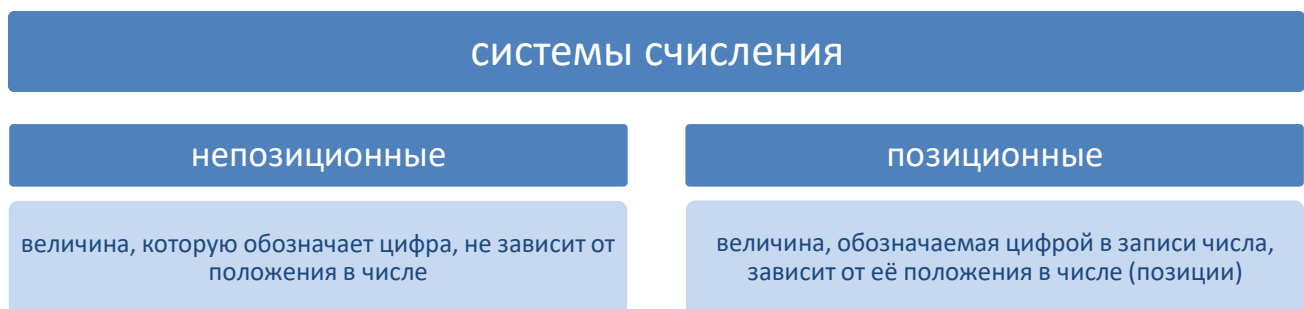 системы счисления
непозиционные
величина, которую обозначает цифра, не зависит от
положения в числе
позиционные
величина, обозначаемая цифрой в записи числа,
зависит от её положения в числе (позиции)